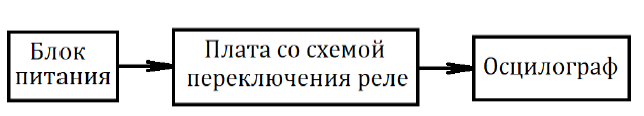 Блок
питания
Плата со схемой
переключения реле
Осцилограф